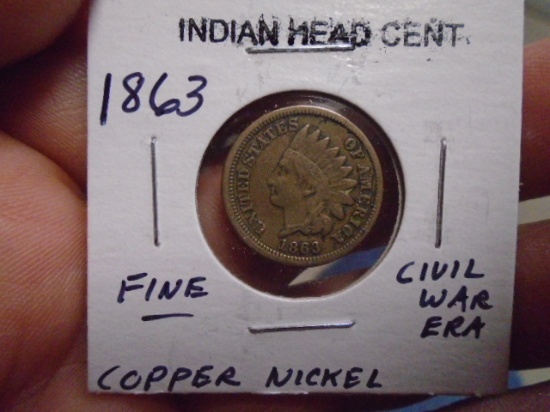 INDIAN HEAD CENT
1863
UNITED STATES OF AMERICA
1863
FINE
CIVIL
WAR
ERA
COPPER NICKEL